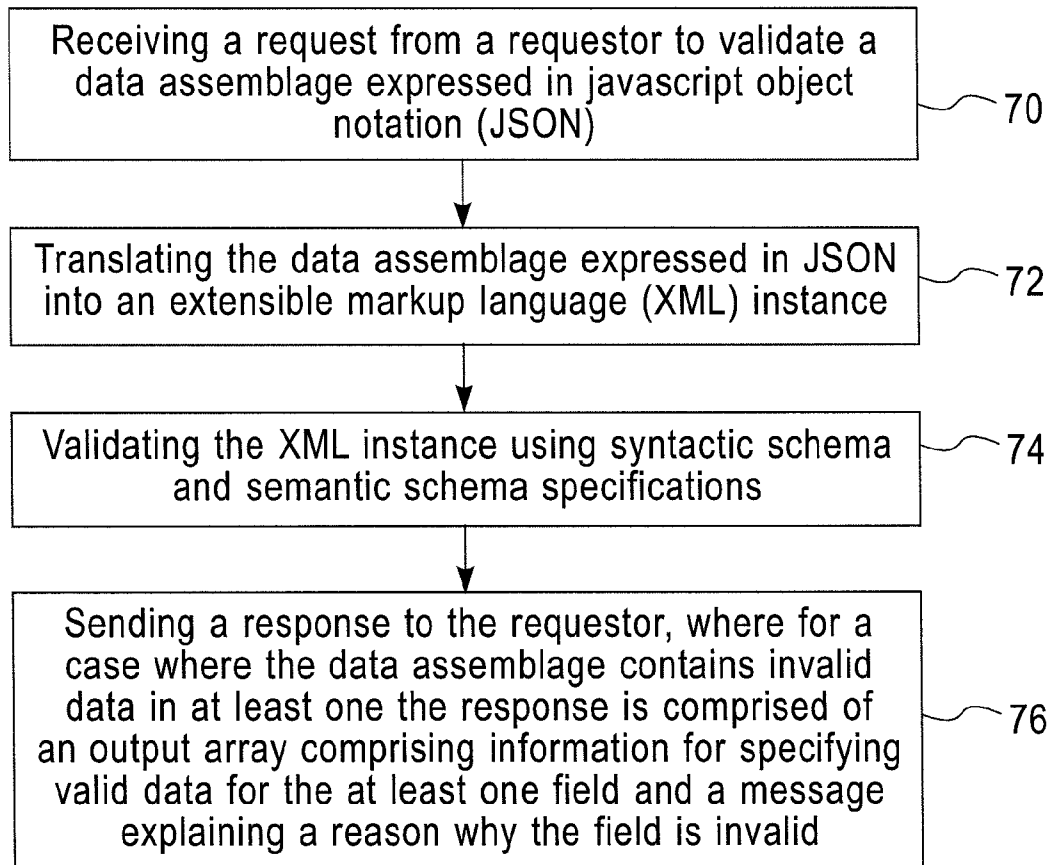 Receiving a request from a requestor to validate a
data assemblage expressed in javascript object
notation (JSON)
70
Translating the data assemblage expressed in JSON
into an extensible markup language (XML) instance
72
Validating the XML instance using syntactic schema
and semantic schema specifications
74
Sending a response to the requestor, where for a
case where the data assemblage contains invalid
data in at least one the response is comprised of
an output array comprising information for specifying
valid data for the at least one field and a message
explaining a reason why the field is invalid
76